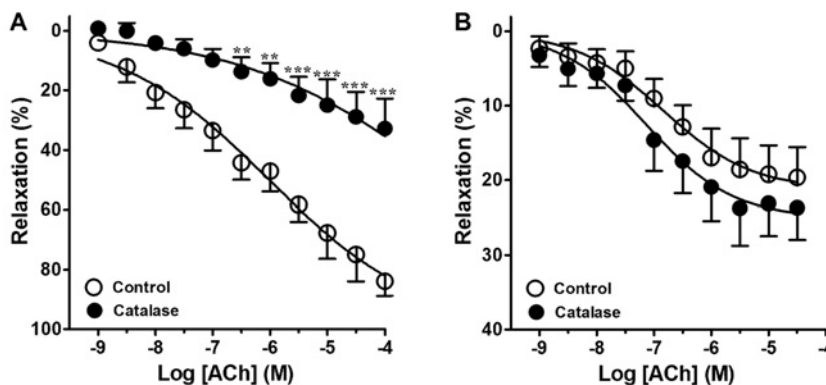 A
B
** ** *** *** *** ***
0
20
40
60
80
100
Relaxation (%)
Control
Catalase
-9 -8 -7 -6 -5 -4
Log [ACh] (M)
0
10
20
30
40
Relaxation (%)
Control
Catalase
-9 -8 -7 -6 -5 -4
Log [ACh] (M)